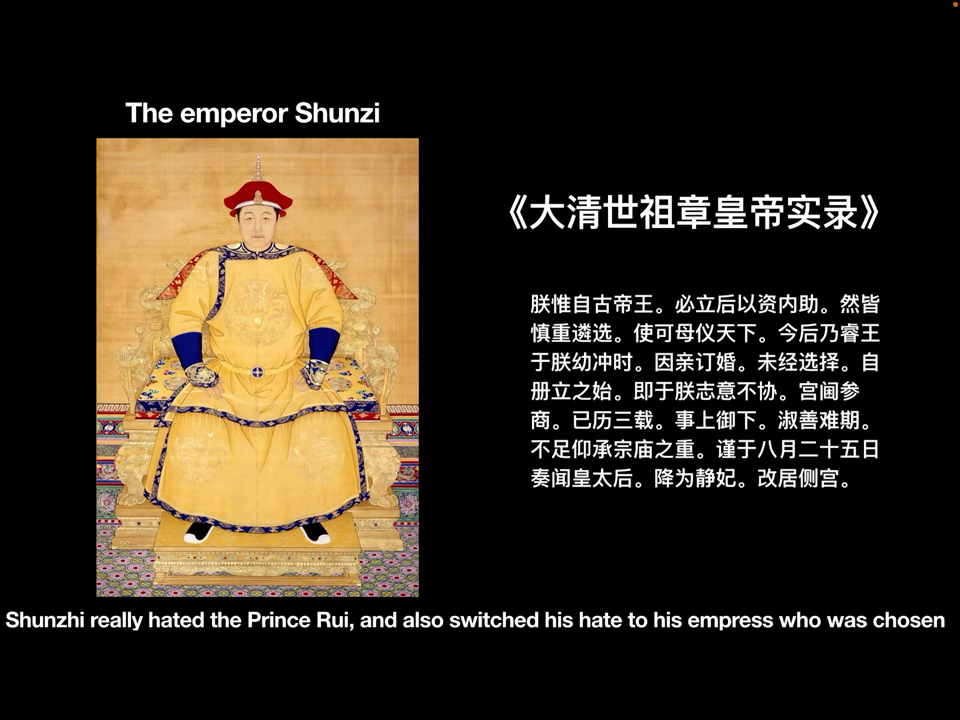 The emperor Shunzi
《大清世祖章皇帝实录》
朕惟自古帝王。必立后以资内助。然皆
慎重遴选。使可母仪天下。今后乃睿王
于朕幼冲时。因亲订婚。未经选择。自
册立之始。即于朕志意不协。宫阃参
商。已历三载。事上御下。淑善难期。
不足仰承宗庙之重。谨于八月二十五日
奏闻皇太后。降为静妃。改居侧宫。
Shunzhi really hated the Prince Rui, and also switched his hate to his empress who was chosen